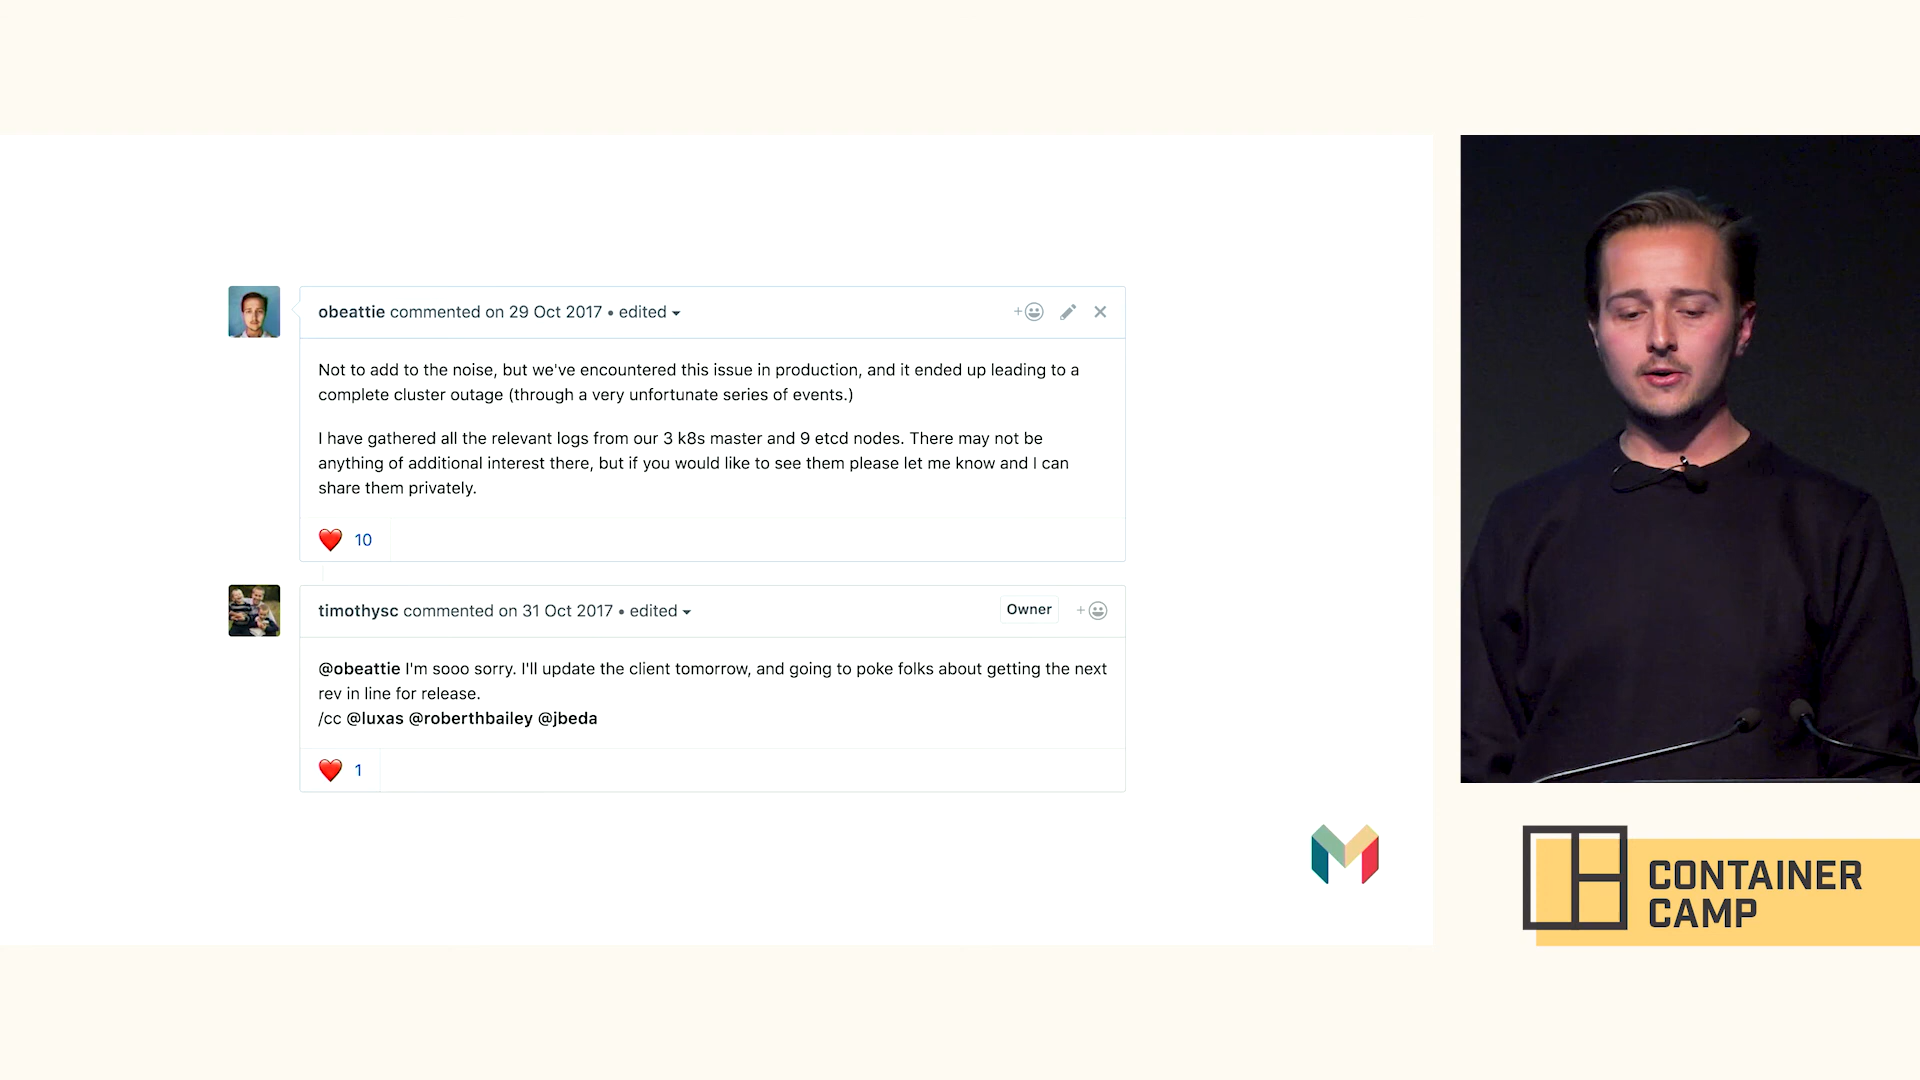 obeattie commented on 29 Oct 2017 • edited
Not to add to the noise, but we've encountered this issue in production, and it ended up leading to a
complete cluster outage (through a very unfortunate series of events.)
I have gathered all the relevant logs from our 3 k8s master and 9 etcd nodes. There may not be
anything of additional interest there, but if you would like to see them please let me know and I can
share them privately.
❤️ 10
timothysc commented on 31 Oct 2017 • edited
Owner
@obeattie I'm sooo sorry. I'll update the client tomorrow, and going to poke folks about getting the next
rev in line for release.
/cc @luxas @roberthbailey @jbeda
❤️ 1
CONTAINER
CAMP